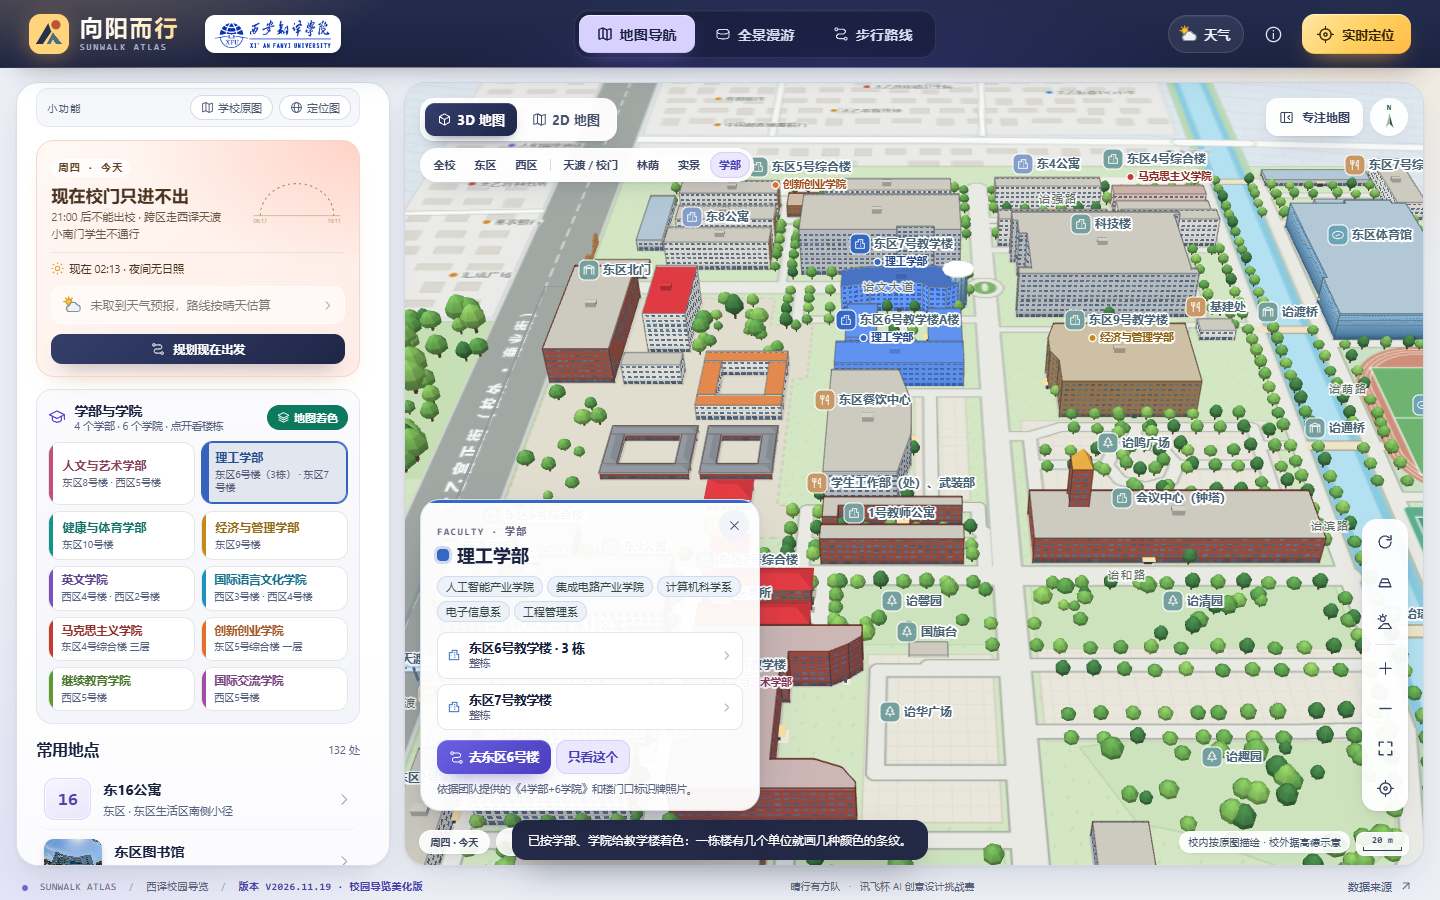 向阳而行
SUNWALK ATLAS
西安翻译学院
XI' AN FANYI UNIVERSITY
地图导航
全景漫游
步行路线
天气
实时定位
小功能
学校原图
定位图
周四 · 今天
现在校门只进不出
21:00 后不能出校 · 跨区走西泽天渡
小南门学生不通行
现在 02:13 · 夜间无日照
未取到天气预报，路线按晴天估算
规划现在出发
学部与学院
4 个学部 · 6 个学院 · 点开看楼栋
地图着色
人文与艺术学部
东区8号楼 · 西区5号楼
理工学部
东区6号楼（3栋） · 东区7号楼
健康与体育学部
东区10号楼
经济与管理学部
东区9号楼
英文学院
西区4号楼 · 西区2号楼
国际语言文化学院
西区3号楼 · 西区4号楼
马克思主义学院
东区4号综合楼 三层
创新创业学院
东区5号综合楼 一层
继续教育学院
西区5号楼
国际交流学院
西区5号楼
常用地点
132 处
16
东16公寓
东区 · 东区生活区南侧小径
东区图书馆
3D 地图
2D 地图
专注地图
N
全校
东区
西区
天渡 / 校门
林荫
实景
学部
东区5号综合楼
创新创业学院
东4公寓
东区4号综合楼
马克思主义学院
东区7号综
诒强路
东8公寓
科技楼
东区体育馆
东区7号教学楼
理工学部
东区北门
诒文大道
基建处
诒渡桥
东区6号教学楼A楼
理工学部
东区9号教学楼
经济与管理学部
诒萌路
东区餐饮中心
诒通桥
诒鸣广场
学生工作部（处）、武装部
会议中心（钟塔）
1号教师公寓
诒滨路
诒和路
诒馨园
诒清园
国旗台
诒华广场
诒趣园
FACULTY · 学部
理工学部
人工智能产业学院
集成电路产业学院
计算机科学系
电子信息系
工程管理系
东区6号教学楼 · 3 栋
整栋
东区7号教学楼
整栋
去东区6号楼
只看这个
依据团队提供的《4学部+6学院》和楼门口标识牌照片。
周四 · 今天
已按学部、学院给教学楼着色：一栋楼有几个单位就画几种颜色的条纹。
校内按原图描绘 · 校外据高德示意
20 m
SUNWALK ATLAS / 西译校园导览 / 版本 V2026.11.19 · 校园导览美化版
晴行有方队 · 讯飞杯 AI 创意设计挑战赛
数据来源